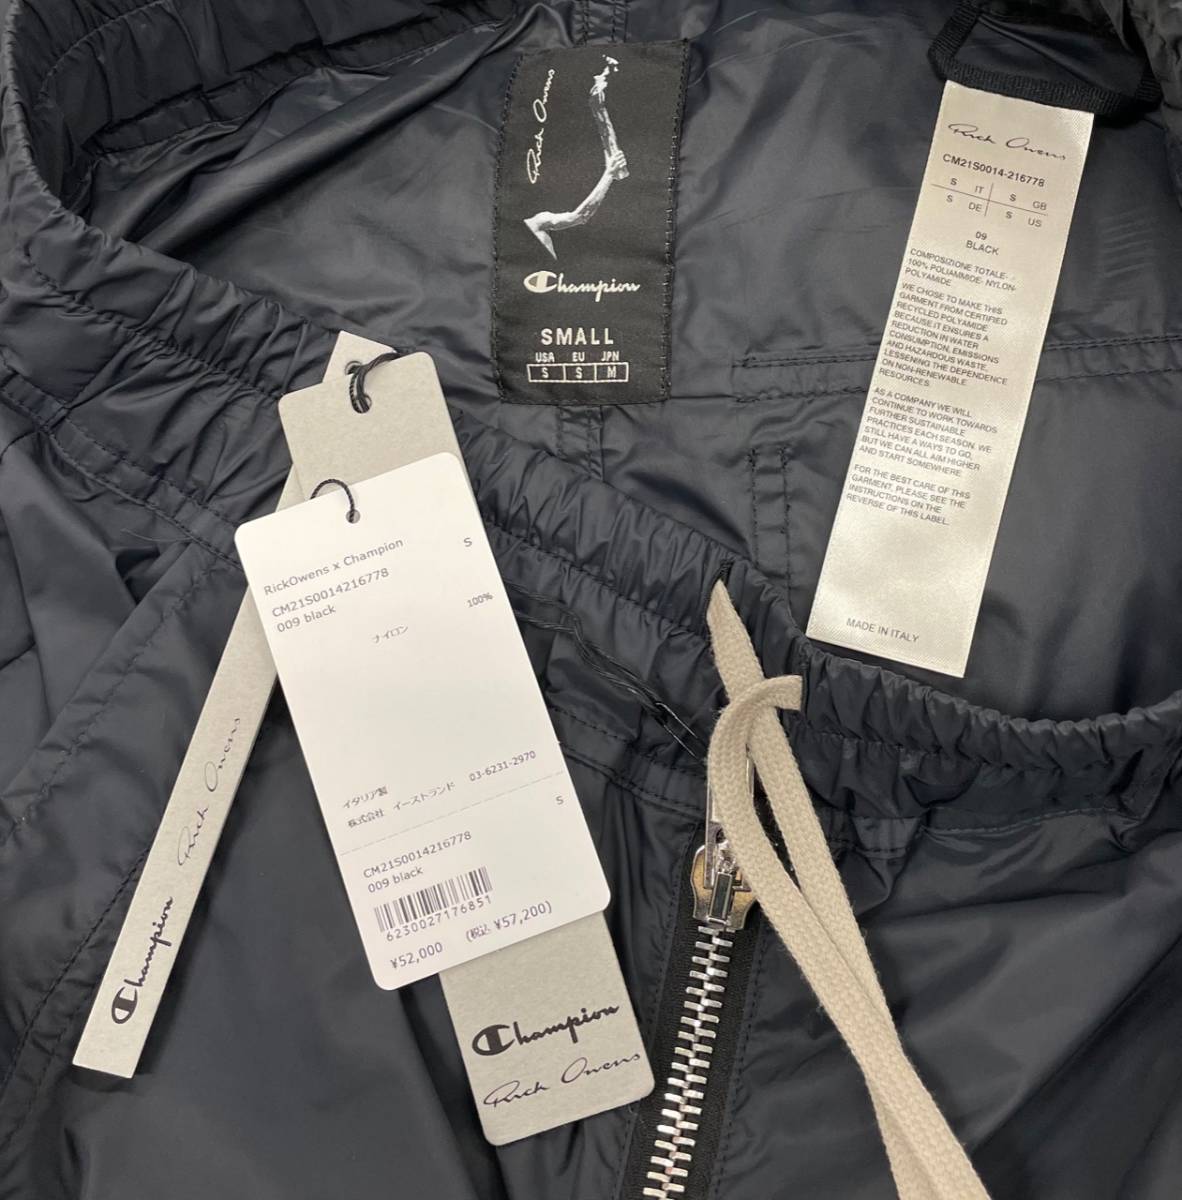 Rick Owens
Champion
SMALL
USA EU JPN
S S M
Rick Owens
CM21S0014-216778
S IT S GB
S DE S US
09
BLACK
COMPOSIZIONE TOTALE:
100% POLIAMMIDE- NYLON-
POLYAMIDE
WE CHOSE TO MAKE THIS
GARMENT FROM CERTIFIED
RECYCLED POLYAMIDE
BECAUSE IT ENSURES A
REDUCTION IN WATER
CONSUMPTION, EMISSIONS
AND HAZARDOUS WASTE,
LESSENING THE DEPENDENCE
ON NON-RENEWABLE
RESOURCES.
AS A COMPANY WE WILL
CONTINUE TO WORK TOWARDS
FURTHER SUSTAINABLE
PRACTICES EACH SEASON. WE
STILL HAVE A WAYS TO GO,
BUT WE CAN ALL AIM HIGHER
AND START SOMEWHERE
FOR THE BEST CARE OF THIS
GARMENT, PLEASE SEE THE
INSTRUCTIONS ON THE
REVERSE OF THIS LABEL.
MADE IN ITALY
RickOwens x Champion S
CM21S0014216778
009 black
ナイロン 100%
イタリア製
株式会社 イーストランド 03-6231-2970
S
CM21S0014216778
009 black
6230027176851
¥52,000 (税込 ¥57,200)
Champion
Rick Owens
Champion Rick Owens